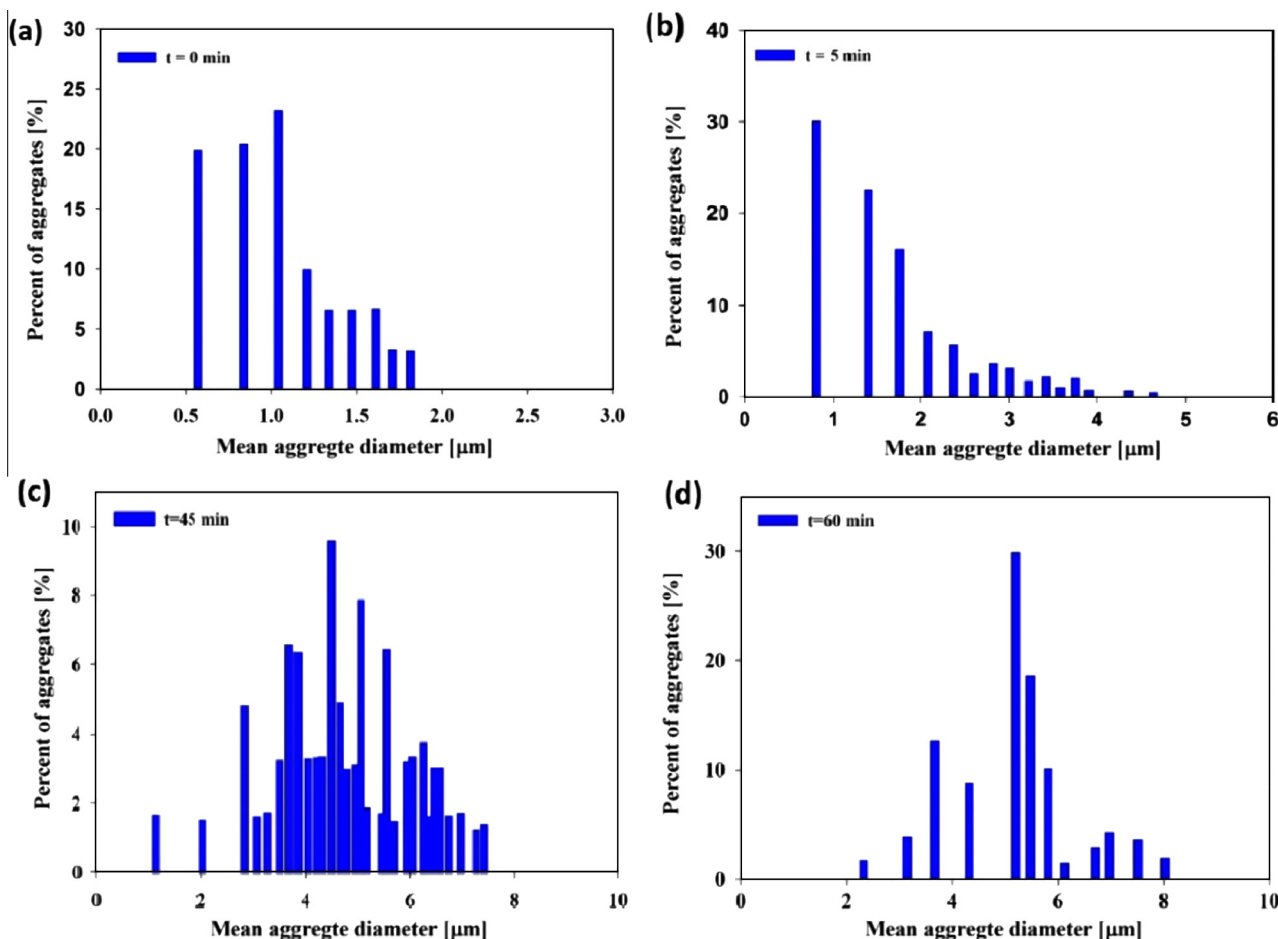 (a)
30
25
20
15
10
5
0
Percent of aggregates [%]
t = 0 min
0.0 0.5 1.0 1.5 2.0 2.5 3.0
Mean aggregte diameter [μm]
(b)
40
30
20
10
0
Percent of aggregates [%]
t = 5 min
0 1 2 3 4 5 6
Mean aggregte diameter [μm]
(c)
10
8
6
4
2
0
Percent of aggregates [%]
t=45 min
0 2 4 6 8 10
Mean aggregte diameter [μm]
(d)
30
20
10
0
Percent of aggregates [%]
t=60 min
0 2 4 6 8 10
Mean aggregte diameter [μm]